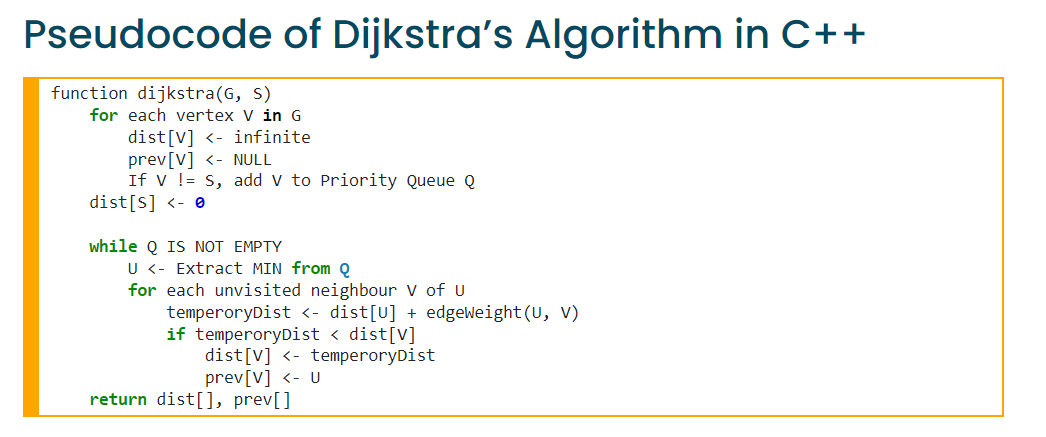 Pseudocode of Dijkstra’s Algorithm in C++
function dijkstra(G, S)
    for each vertex V in G
        dist[V] <- infinite
        prev[V] <- NULL
        If V != S, add V to Priority Queue Q
    dist[S] <- 0

    while Q IS NOT EMPTY
        U <- Extract MIN from Q
        for each unvisited neighbour V of U
            temperoryDist <- dist[U] + edgeWeight(U, V)
            if temperoryDist < dist[V]
                dist[V] <- temperoryDist
                prev[V] <- U
    return dist[], prev[]